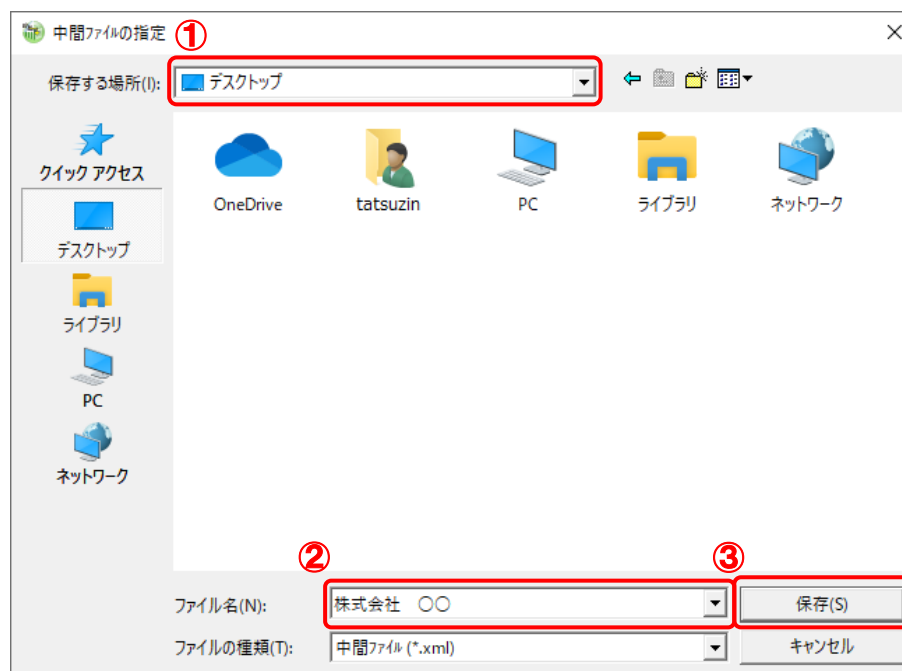 中間ﾌｧｲﾙの指定
①
保存する場所(I):
デスクトップ
クイック アクセス
デスクトップ
ライブラリ
PC
ネットワーク
OneDrive
tatsuzin
PC
ライブラリ
ネットワーク
②
③
ファイル名(N):
株式会社　○○
保存(S)
ファイルの種類(T):
中間ﾌｧｲﾙ (*.xml)
キャンセル